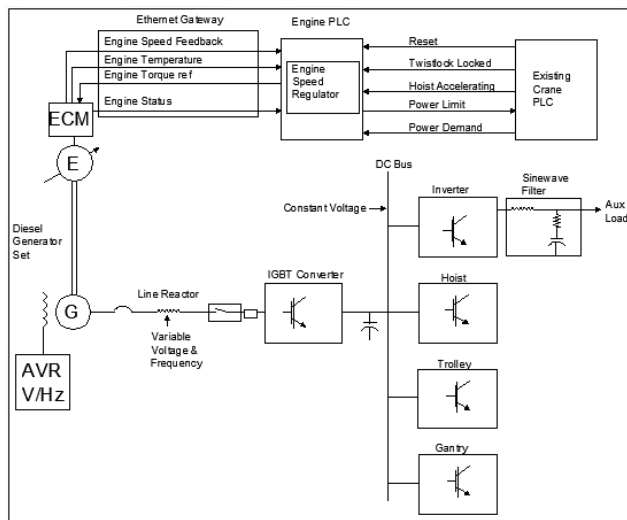 Ethernet Gateway
Engine PLC
Engine Speed Feedback
Engine Temperature
Engine Torque ref
Engine Status
ECM
Engine
Speed
Regulator
Reset
Twistlock Locked
Hoist Accelerating
Power Limit
Power Demand
Existing
Crane
PLC
E
Diesel
Generator
Set
G
AVR
V/Hz
Line Reactor
Variable
Voltage &
Frequency
IGBT Converter
DC Bus
Constant Voltage
Inverter
Sinewave
Filter
Aux
Load
Hoist
Trolley
Gantry